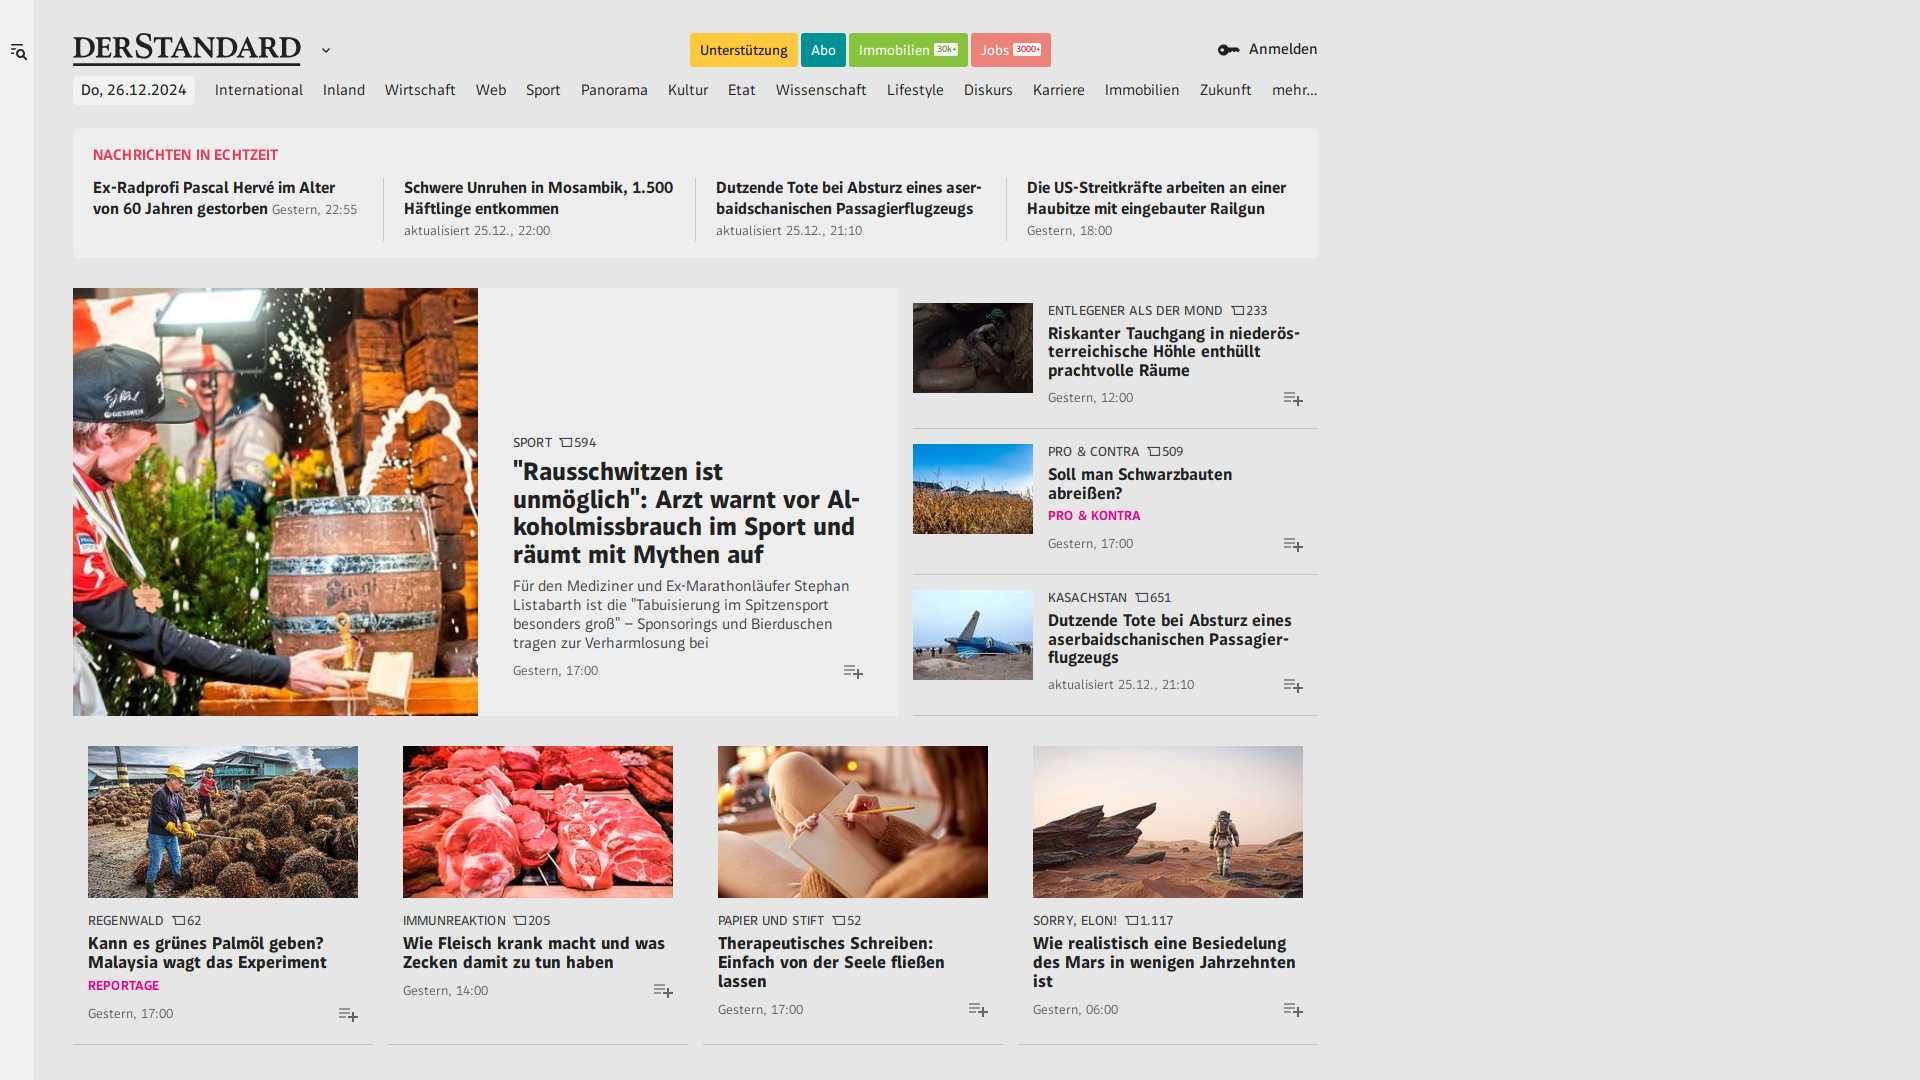 DERSTANDARD
Unterstützung
Abo
Immobilien 30k+
Jobs 3000+
Anmelden
Do, 26.12.2024 International Inland Wirtschaft Web Sport Panorama Kultur Etat Wissenschaft Lifestyle Diskurs Karriere Immobilien Zukunft mehr...
NACHRICHTEN IN ECHTZEIT
Ex-Radprofi Pascal Hervé im Alter
von 60 Jahren gestorben Gestern, 22:55
Schwere Unruhen in Mosambik, 1.500
Häftlinge entkommen
aktualisiert 25.12., 22:00
Dutzende Tote bei Absturz eines aser-
baidschanischen Passagierflugzeugs
aktualisiert 25.12., 21:10
Die US-Streitkräfte arbeiten an einer
Haubitze mit eingebauter Railgun
Gestern, 18:00
SPORT 594
"Rausschwitzen ist
unmöglich": Arzt warnt vor Al-
koholmissbrauch im Sport und
räumt mit Mythen auf
Für den Mediziner und Ex-Marathonläufer Stephan
Listabarth ist die "Tabuisierung im Spitzensport
besonders groß" – Sponsorings und Bierduschen
tragen zur Verharmlosung bei
Gestern, 17:00
ENTLEGENER ALS DER MOND 233
Riskanter Tauchgang in niederös-
terreichische Höhle enthüllt
prachtvolle Räume
Gestern, 12:00
PRO & CONTRA 509
Soll man Schwarzbauten
abreißen?
PRO & KONTRA
Gestern, 17:00
KASACHSTAN 651
Dutzende Tote bei Absturz eines
aserbaidschanischen Passagier-
flugzeugs
aktualisiert 25.12., 21:10
REGENWALD 62
Kann es grünes Palmöl geben?
Malaysia wagt das Experiment
REPORTAGE
Gestern, 17:00
IMMUNREAKTION 205
Wie Fleisch krank macht und was
Zecken damit zu tun haben
Gestern, 14:00
PAPIER UND STIFT 52
Therapeutisches Schreiben:
Einfach von der Seele fließen
lassen
Gestern, 17:00
SORRY, ELON! 1.117
Wie realistisch eine Besiedelung
des Mars in wenigen Jahrzehnten
ist
Gestern, 06:00